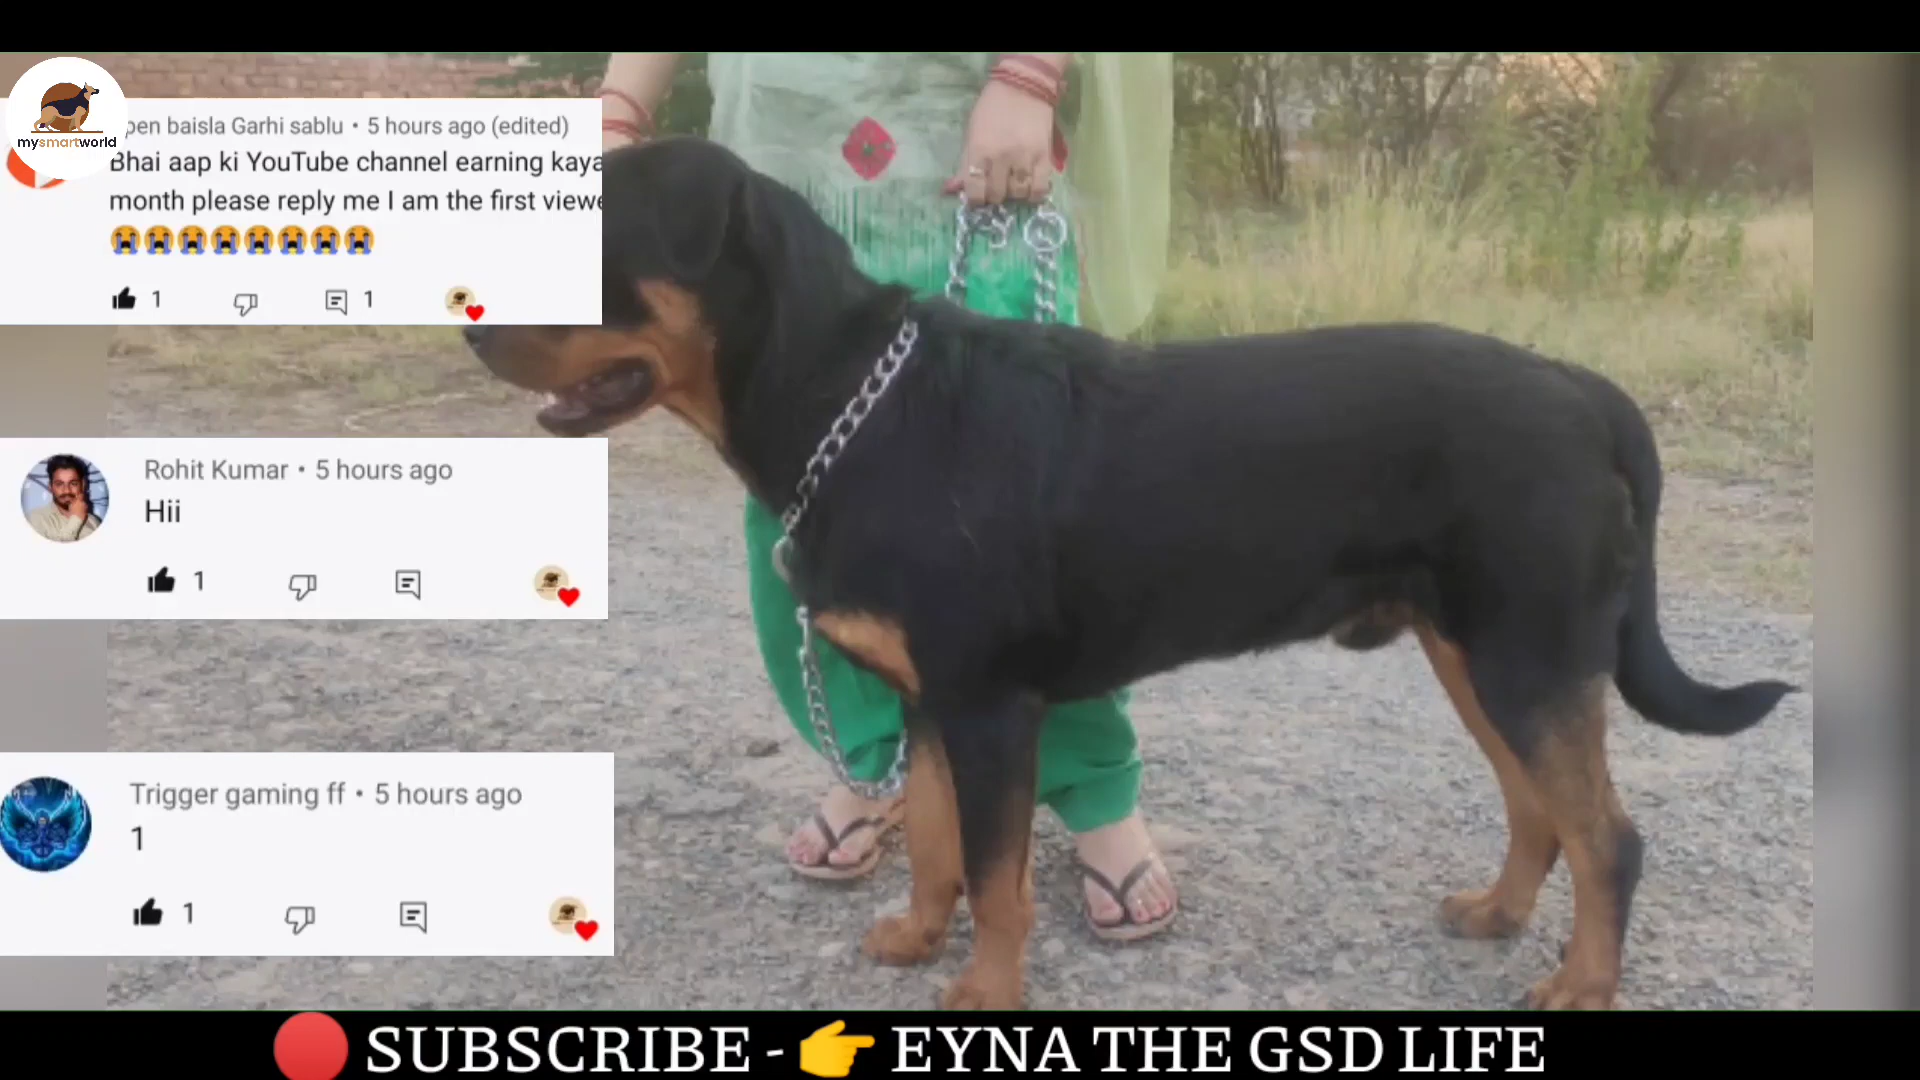 mysmartworld
baisla Garhi sablu • 5 hours ago (edited)
Bhai aap ki YouTube channel earning kaya
month please reply me I am the first
😭😭😭😭😭😭😭😭
1 1
Rohit Kumar • 5 hours ago
Hii
1
Trigger gaming ff • 5 hours ago
1
1
🔴 SUBSCRIBE - 👉 EYNA THE GSD LIFE